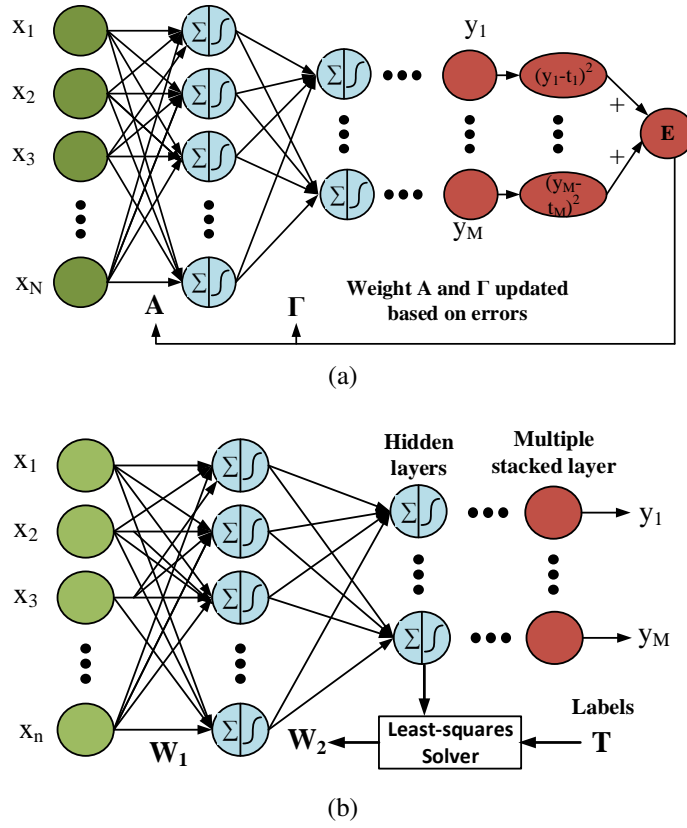 x1
x2
x3
xN
Σ
Σ
Σ
Σ
Σ
Σ
y1
yM
(y1-t1)2
(yM-
tM)2
+
+
E
A
Γ
Weight A and Γ updated
based on errors
(a)
x1
x2
x3
xn
Σ
Σ
Σ
Σ
Hidden
layers
Σ
Σ
Multiple
stacked layer
y1
yM
W1
W2
Least-squares
Solver
Labels
T
(b)